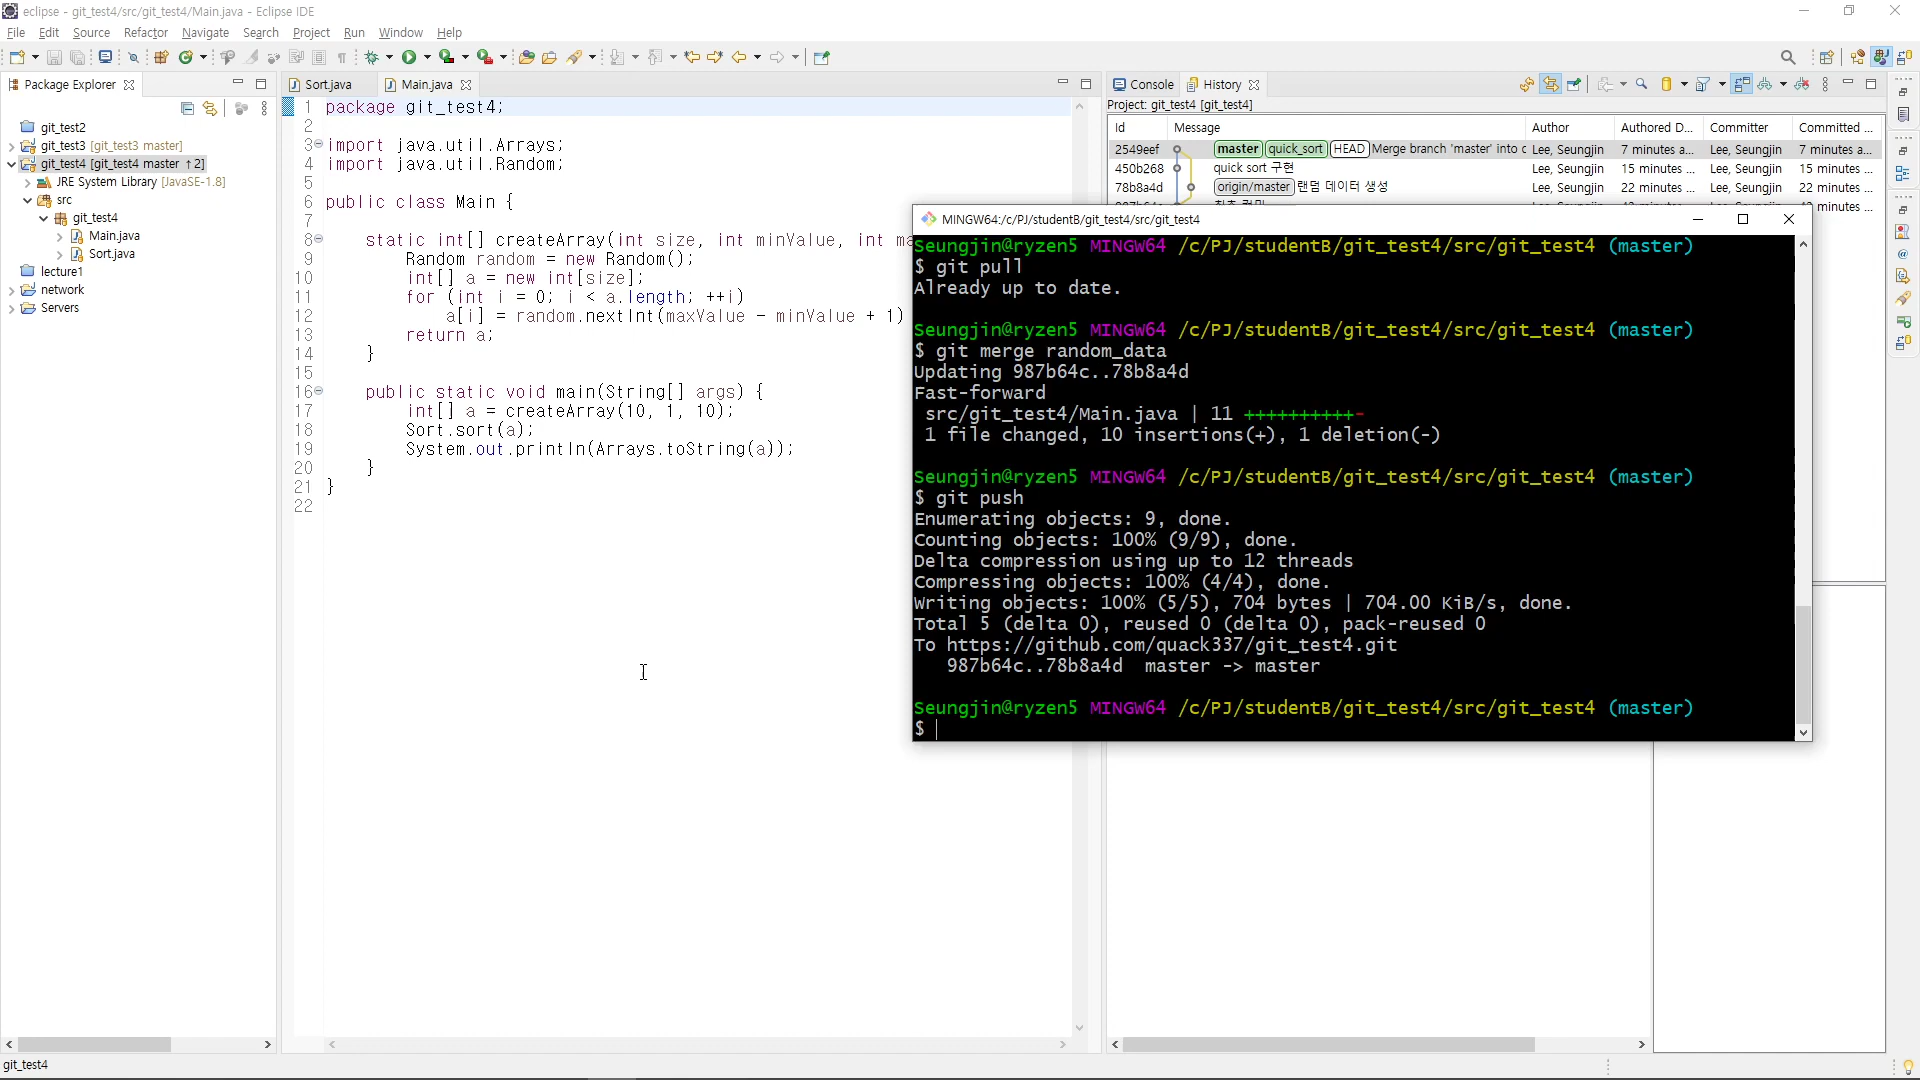 eclipse - git_test4/src/git_test4/Main.java - Eclipse IDE
File Edit Source Refactor Navigate Search Project Run Window Help
Package Explorer
git_test2
git_test3 [git_test3 master]
git_test4 [git_test4 master ↑2]
JRE System Library [JavaSE-1.8]
src
git_test4
Main.java
Sort.java
lecture1
network
Servers
Sort.java Main.java
1 package git_test4;
2
3 import java.util.Arrays;
4 import java.util.Random;
5
6 public class Main {
7
8 static int[] createArray(int size, int minValue, int ma
9 Random random = new Random();
10 int[] a = new int[size];
11 for (int i = 0; i < a.length; ++i)
12 a[i] = random.nextInt(maxValue - minValue + 1)
13 return a;
14 }
15
16 public static void main(String[] args) {
17 int[] a = createArray(10, 1, 10);
18 Sort.sort(a);
19 System.out.println(Arrays.toString(a));
20 }
21 }
22
Console History
Project: git_test4 [git_test4]
Id Message Author Authored D... Committer Committed ...
2549eef master quick_sort HEAD Merge branch 'master' into c Lee, Seungjin 7 minutes a... Lee, Seungjin 7 minutes a...
450b268 quick sort 구현 Lee, Seungjin 15 minutes ... Lee, Seungjin 15 minutes ...
78b8a4d origin/master 랜덤 데이터 생성 Lee, Seungjin 22 minutes ... Lee, Seungjin 22 minutes ...
minutes ...
MINGW64:/c/PJ/studentB/git_test4/src/git_test4
Seungjin@ryzen5 MINGW64 /c/PJ/studentB/git_test4/src/git_test4 (master)
$ git pull
Already up to date.
Seungjin@ryzen5 MINGW64 /c/PJ/studentB/git_test4/src/git_test4 (master)
$ git merge random_data
Updating 987b64c..78b8a4d
Fast-forward
src/git_test4/Main.java | 11 ++++++++++-
1 file changed, 10 insertions(+), 1 deletion(-)
Seungjin@ryzen5 MINGW64 /c/PJ/studentB/git_test4/src/git_test4 (master)
$ git push
Enumerating objects: 9, done.
Counting objects: 100% (9/9), done.
Delta compression using up to 12 threads
Compressing objects: 100% (4/4), done.
Writing objects: 100% (5/5), 704 bytes | 704.00 KiB/s, done.
Total 5 (delta 0), reused 0 (delta 0), pack-reused 0
To https://github.com/quack337/git_test4.git
987b64c..78b8a4d master -> master
Seungjin@ryzen5 MINGW64 /c/PJ/studentB/git_test4/src/git_test4 (master)
$
git_test4